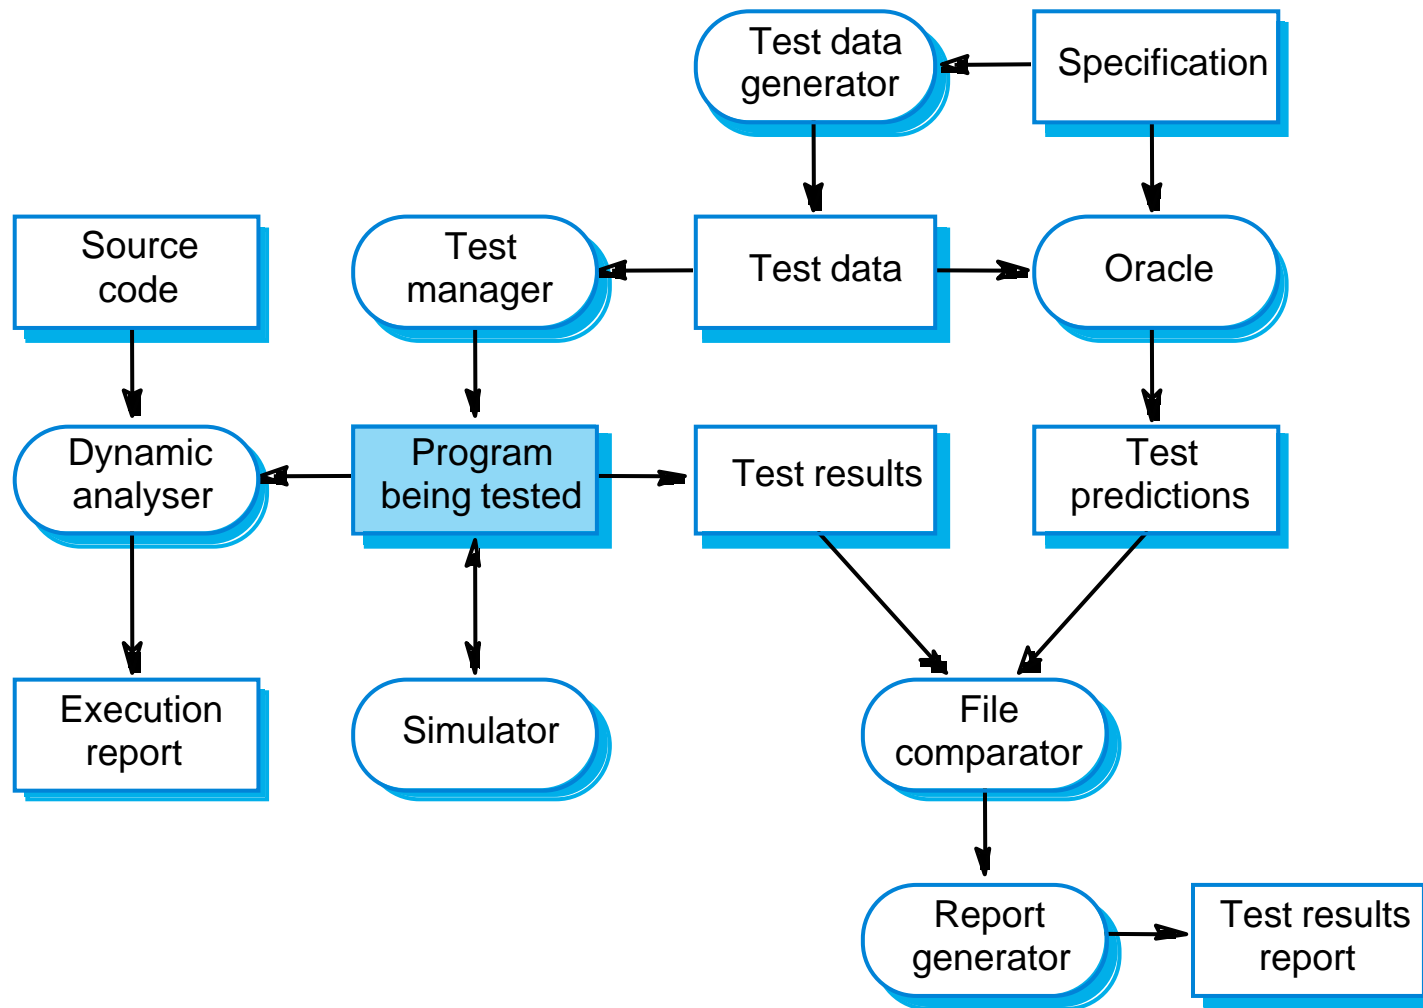 Test data
generator
Specification
Source
code
Test
manager
Test data
Oracle
Dynamic
analyser
Program
being tested
Test results
Test
predictions
Execution
report
Simulator
File
comparator
Report
generator
Test results
report